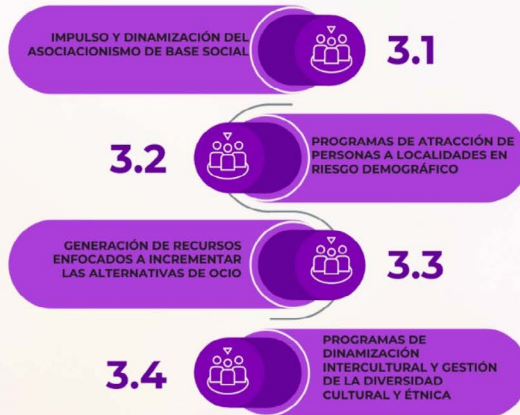 IMPULSO Y DINAMIZACIÓN DEL
ASOCIACIONISMO DE BASE SOCIAL
3.1
3.2
PROGRAMAS DE ATRACCIÓN DE
PERSONAS A LOCALIDADES EN
RIESGO DEMOGRÁFICO
GENERACIÓN DE RECURSOS
ENFOCADOS A INCREMENTAR
LAS ALTERNATIVAS DE OCIO
3.3
3.4
PROGRAMAS DE
DINAMIZACIÓN
INTERCULTURAL Y GESTIÓN
DE LA DIVERSIDAD
CULTURAL Y ÉTNICA